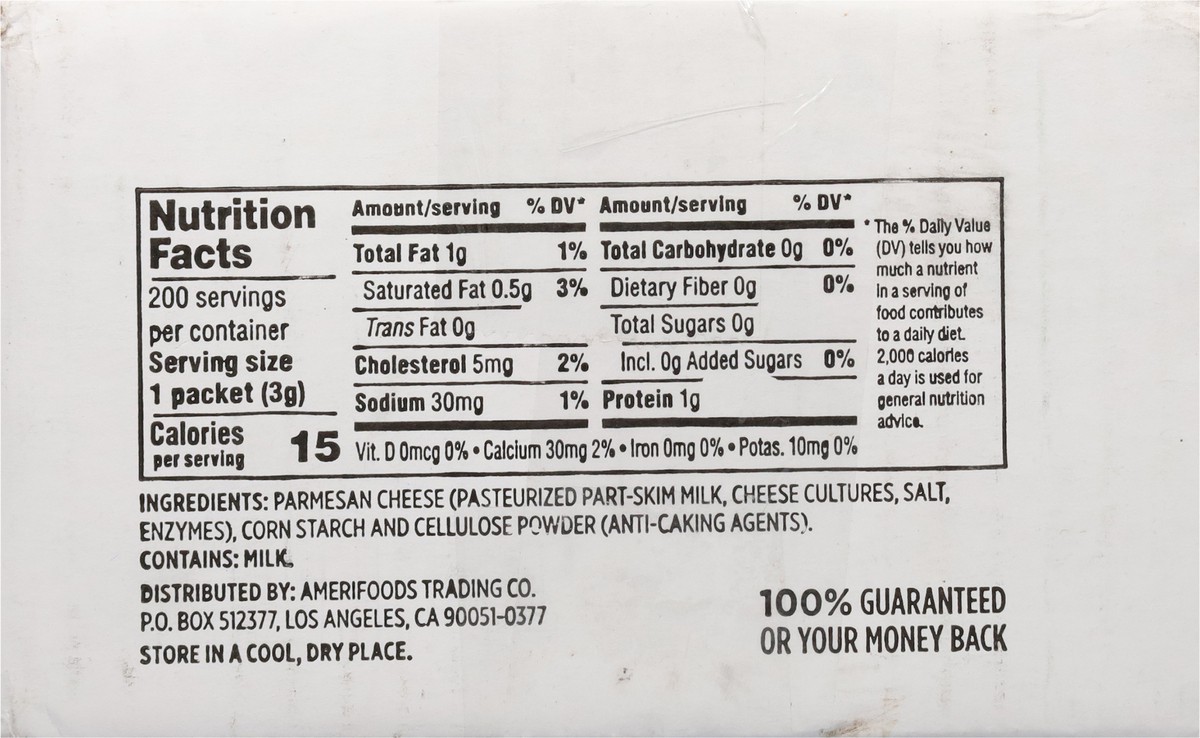 Nutrition
Facts
200 servings
per container
Serving size
1 packet (3g)
Calories
per serving
15
Amount/serving % DV*
Total Fat 1g 1%
Saturated Fat 0.5g 3%
Trans Fat 0g
Cholesterol 5mg 2%
Sodium 30mg 1%
Amount/serving % DV*
Total Carbohydrate 0g 0%
Dietary Fiber 0g 0%
Total Sugars 0g
Incl. 0g Added Sugars 0%
Protein 1g
Vit. D 0mcg 0% • Calcium 30mg 2% • Iron 0mg 0% • Potas. 10mg 0%
* The % Daily Value
(DV) tells you how
much a nutrient
in a serving of
food contributes
to a daily diet.
2,000 calories
a day is used for
general nutrition
advice.
INGREDIENTS: PARMESAN CHEESE (PASTEURIZED PART-SKIM MILK, CHEESE CULTURES, SALT,
ENZYMES), CORN STARCH AND CELLULOSE POWDER (ANTI-CAKING AGENTS).
CONTAINS: MILK.
DISTRIBUTED BY: AMERIFOODS TRADING CO.
P.O. BOX 512377, LOS ANGELES, CA 90051-0377
STORE IN A COOL, DRY PLACE.
100% GUARANTEED
OR YOUR MONEY BACK